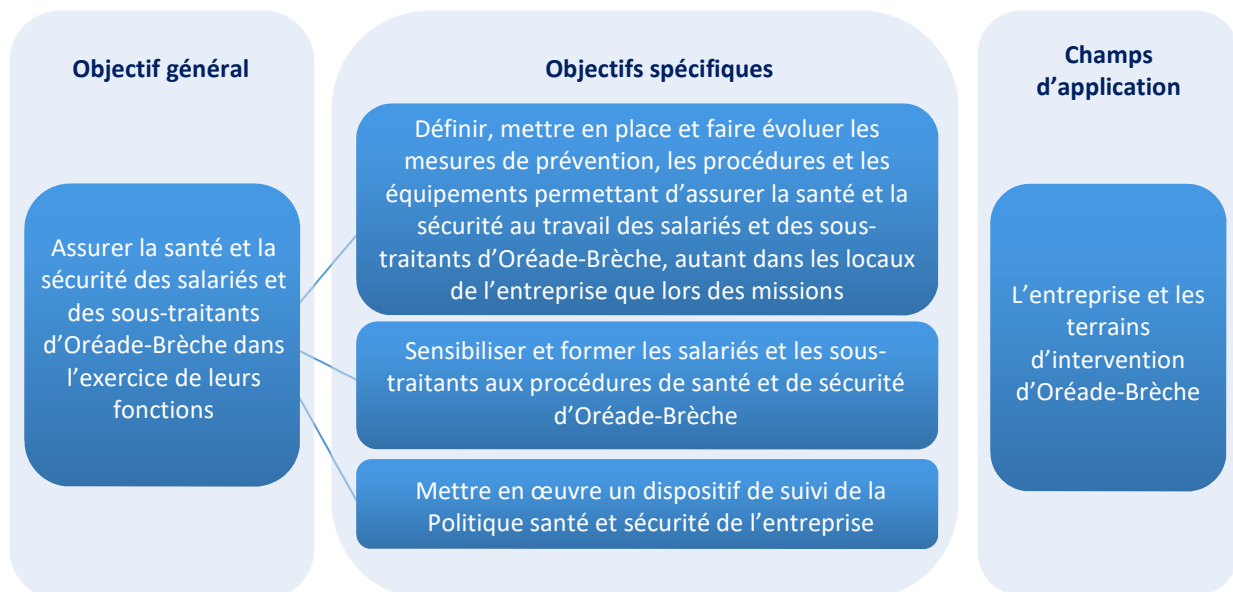 Objectif général
Assurer la santé et la
sécurité des salariés et
des sous-traitants
d’Oréade-Brèche dans
l’exercice de leurs
fonctions
Objectifs spécifiques
Définir, mettre en place et faire évoluer les
mesures de prévention, les procédures et les
équipements permettant d’assurer la santé et la
sécurité au travail des salariés et des sous-
traitants d’Oréade-Brèche, autant dans les locaux
de l’entreprise que lors des missions
Sensibiliser et former les salariés et les sous-
traitants aux procédures de santé et de sécurité
d’Oréade-Brèche
Mettre en œuvre un dispositif de suivi de la
Politique santé et sécurité de l’entreprise
Champs
d’application
L’entreprise et les
terrains
d’intervention
d’Oréade-Brèche